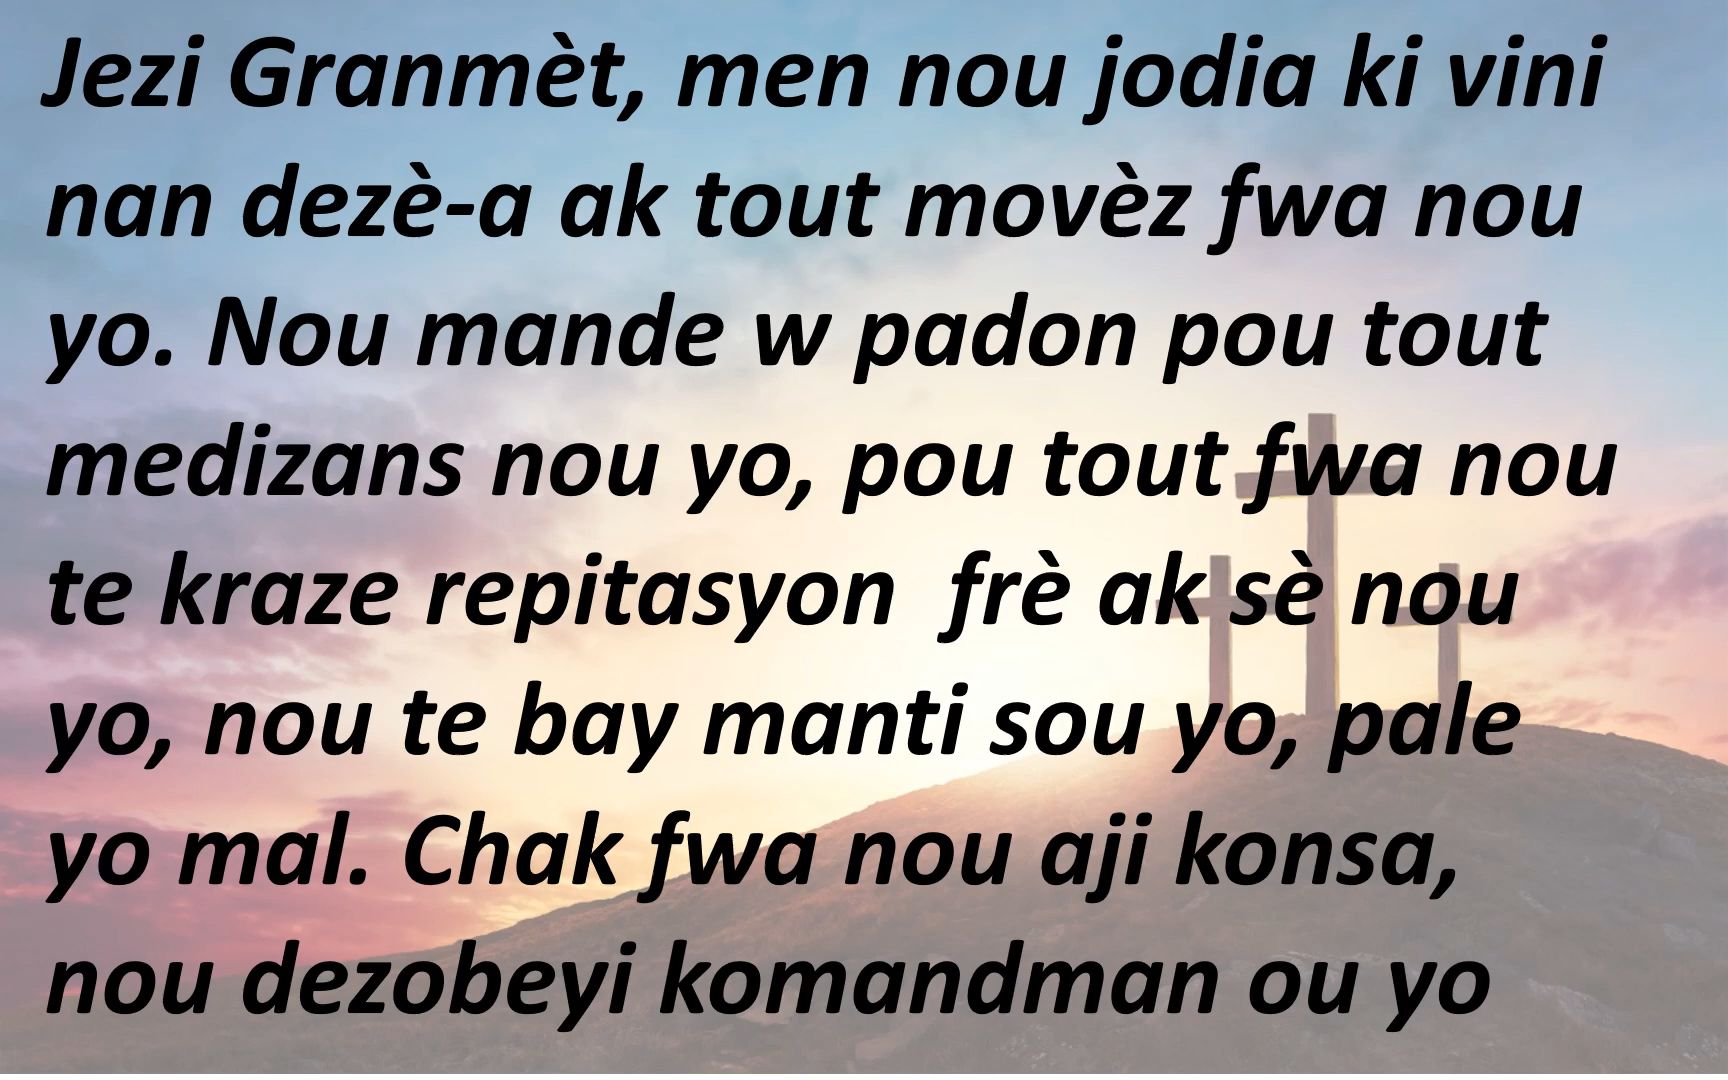 Jezi Granmèt, men nou jodia ki vini
nan dezè-a ak tout movèz fwa nou
yo. Nou mande w padon pou tout
medizans nou yo, pou tout fwa nou
te kraze repitasyon  frè ak sè nou
yo, nou te bay manti sou yo, pale
yo mal. Chak fwa nou aji konsa,
nou dezobeyi komandman ou yo